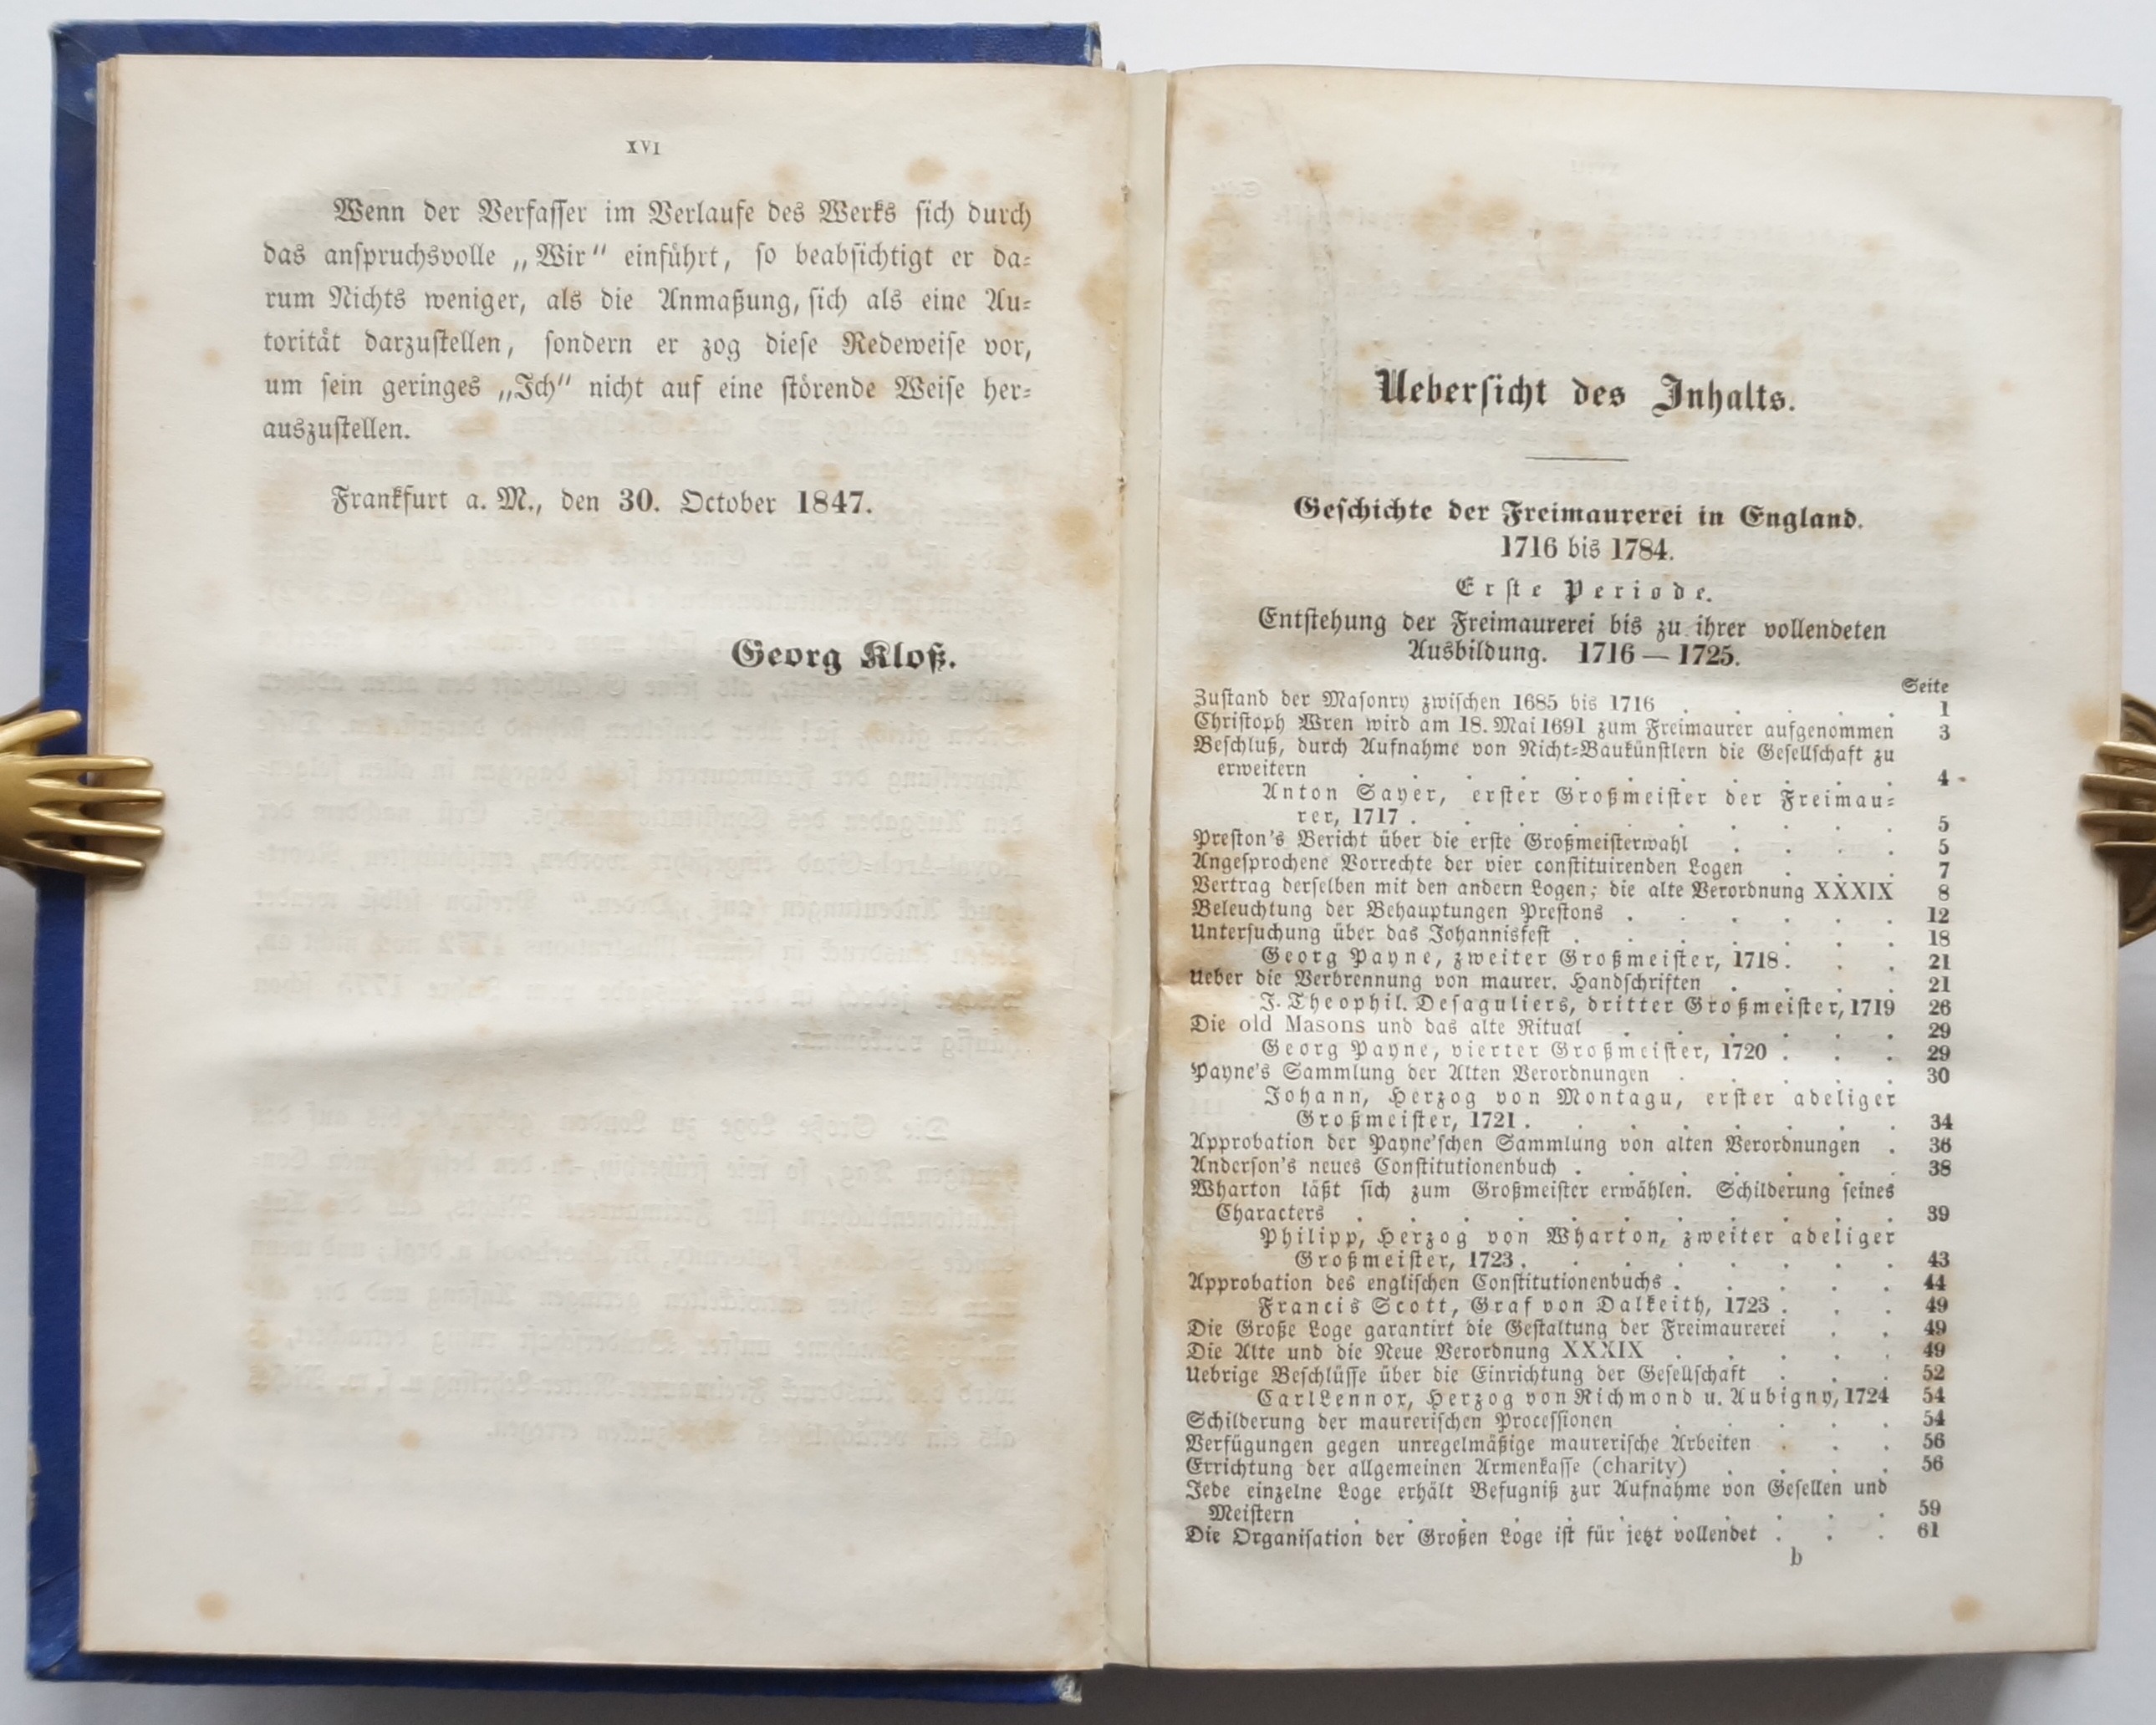 XVI
Wenn der Verfasser im Verlaufe des Werks sich durch
das anspruchsvolle „Wir“ einführt, so beabsichtigt er da-
rum Nichts weniger, als die Anmaßung, sich als eine Au-
torität darzustellen, sondern er zog diese Redeweise vor,
um sein geringes „Ich“ nicht auf eine störende Weise her-
auszustellen.
Frankfurt a. M., den 30. October 1847.
Georg Kloß.
Uebersicht des Inhalts.
Geschichte der Freimaurerei in England.
1716 bis 1784.
Erste Periode.
Entstehung der Freimaurerei bis zu ihrer vollendeten
Ausbildung. 1716 — 1725.
Seite
Zustand der Masonry zwischen 1685 bis 1716 . . . . . 1
Christoph Wren wird am 18. Mai 1691 zum Freimaurer aufgenommen 3
Beschluß, durch Aufnahme von Nicht-Baukünstlern die Gesellschaft zu
erweitern . . . . . . . . . . . 4
Anton Sayer, erster Großmeister der Freimau-
rer, 1717 . . . . . . . . . . 5
Preston's Bericht über die erste Großmeisterwahl . . . . 5
Angesprochene Vorrechte der vier constituirenden Logen . . . 7
Vertrag derselben mit den andern Logen; die alte Verordnung XXXIX 8
Beleuchtung der Behauptungen Prestons . . . . . . 12
Untersuchung über das Johannisfest . . . . . . . 18
Georg Payne, zweiter Großmeister, 1718 . . . 21
Ueber die Verbrennung von maurer. Handschriften . . . . 21
J. Theophil. Desaguliers, dritter Großmeister, 1719 26
Die old Masons und das alte Ritual . . . . . . 29
Georg Payne, vierter Großmeister, 1720 . . . 29
Payne's Sammlung der Alten Verordnungen . . . . . 30
Johann, Herzog von Montagu, erster adeliger
Großmeister, 1721 . . . . . . . . 34
Approbation der Payne'schen Sammlung von alten Verordnungen . 36
Anderson's neues Constitutionenbuch . . . . . . . 38
Wharton läßt sich zum Großmeister erwählen. Schilderung seines
Characters . . . . . . . . . . . 39
Philipp, Herzog von Wharton, zweiter adeliger
Großmeister, 1723 . . . . . . . . 43
Approbation des englischen Constitutionenbuchs . . . . . 44
Francis Scott, Graf von Dalkeith, 1723 . . . 49
Die Große Loge garantirt die Gestaltung der Freimaurerei . . 49
Die Alte und die Neue Verordnung XXXIX . . . . . 49
Uebrige Beschlüsse über die Einrichtung der Gesellschaft . . . 52
Carl Lennox, Herzog von Richmond u. Aubigny, 1724 54
Schilderung der maurerischen Processionen . . . . . 54
Verfügungen gegen unregelmäßige maurerische Arbeiten . . . 56
Errichtung der allgemeinen Armenkasse (charity) . . . . 56
Jede einzelne Loge erhält Befugniß zur Aufnahme von Gesellen und
Meistern . . . . . . . . . . . 59
Die Organisation der Großen Loge ist für jetzt vollendet . . . 61
b